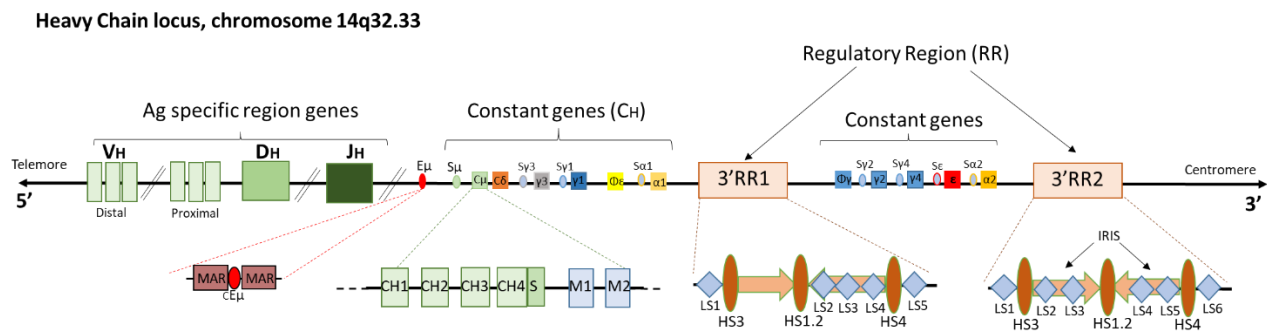 Heavy Chain locus, chromosome 14q32.33
Regulatory Region (RR)
Ag specific region genes
Constant genes (CH)
Constant genes
VH
DH
JH
Eμ
Sμ
Sγ3
Sγ1
Sα1
Sγ2
Sγ4
Sε
Sα2
Telemore
5'
Cμ
Cδ
γ3
γ1
Φε
α1
3'RR1
Φγ
γ2
γ4
ε
α2
3'RR2
Centromere
3'
Distal
Proximal
MAR
MAR
CEμ
CH1
CH2
CH3
CH4
S
M1
M2
LS1
HS3
HS1.2
LS2
LS3
LS4
HS4
LS5
IRIS
LS1
HS3
LS2
LS3
HS1.2
LS4
LS5
HS4
LS6